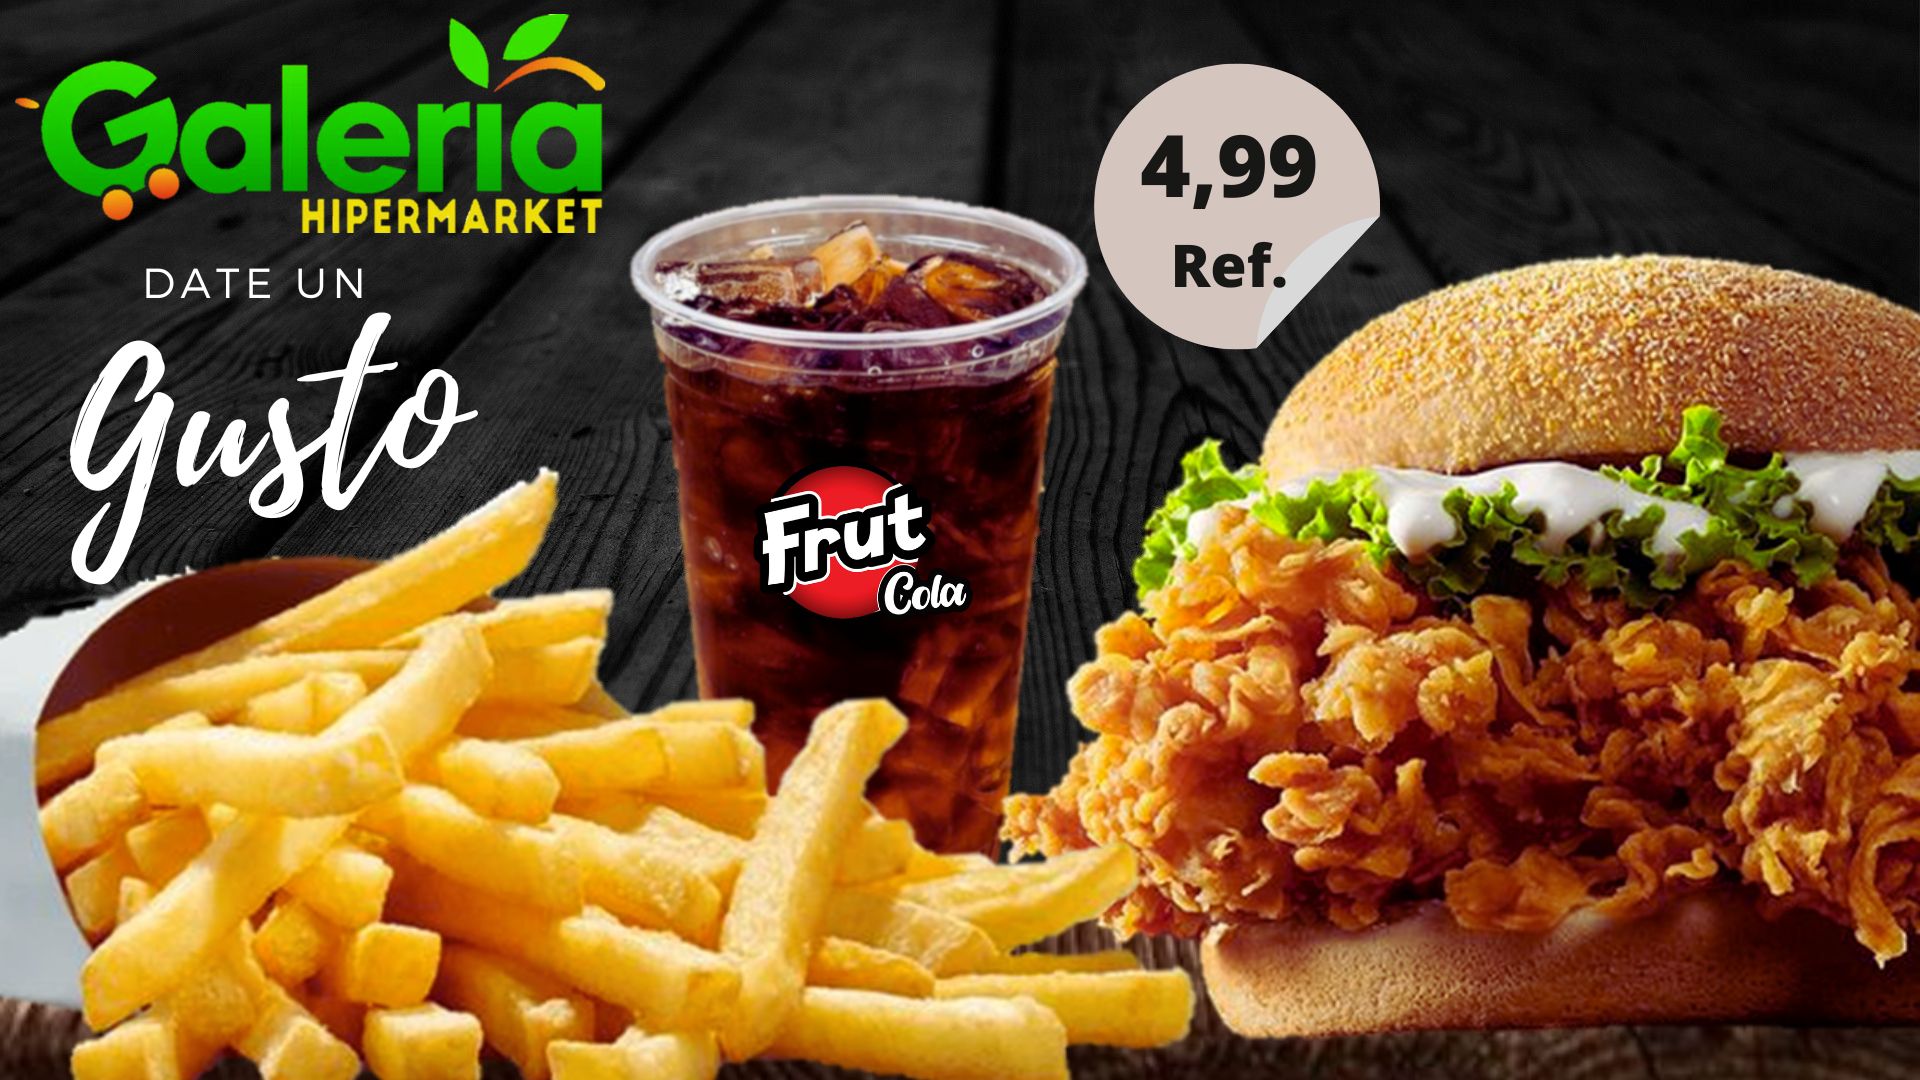 Galeria
HIPERMARKET
DATE UN
Gusto
4,99
Ref.
Frut
Cola